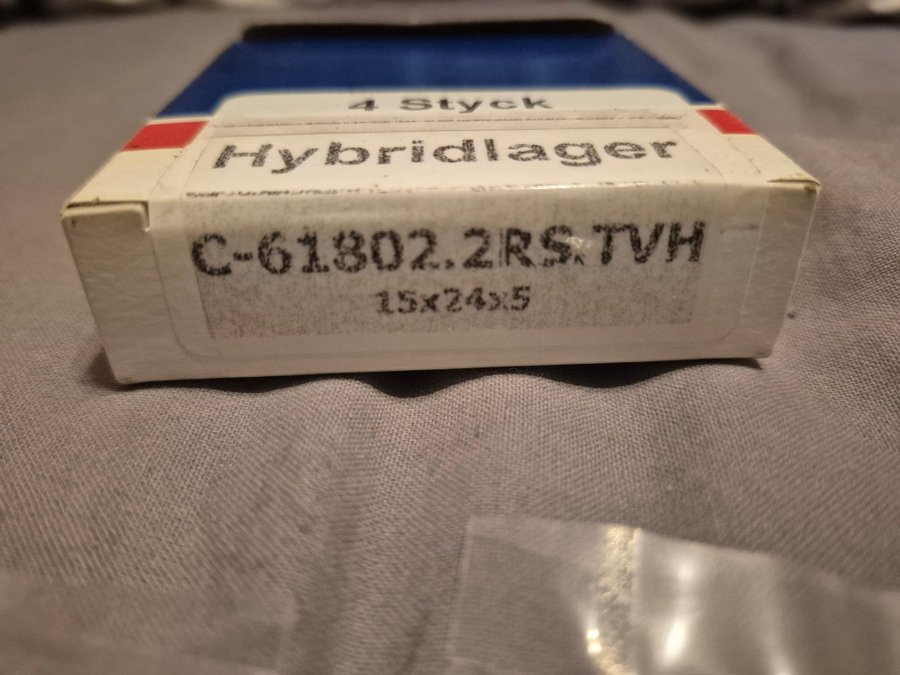 4 Styck
Hybridlager
C-61802.2RS.TVH
15x24x5